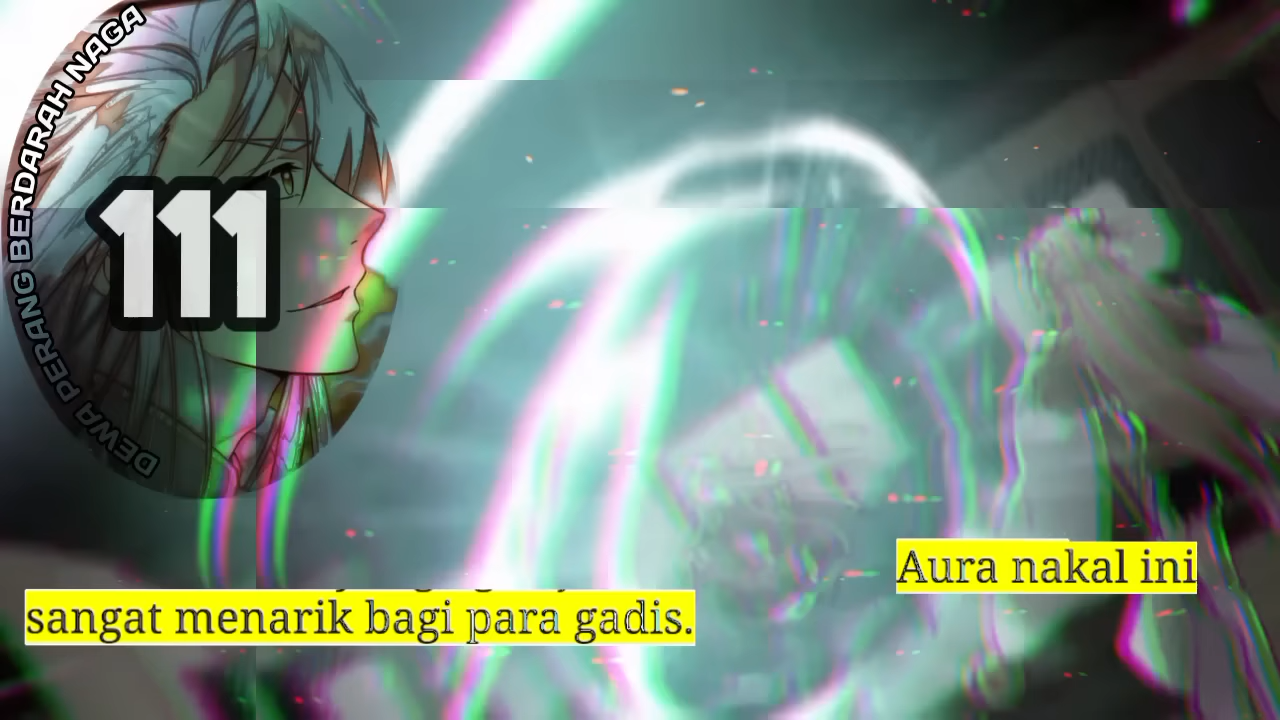 DEWA PERANG BERDARAH NAGA
111
Aura nakal ini
sangat menarik bagi para gadis.